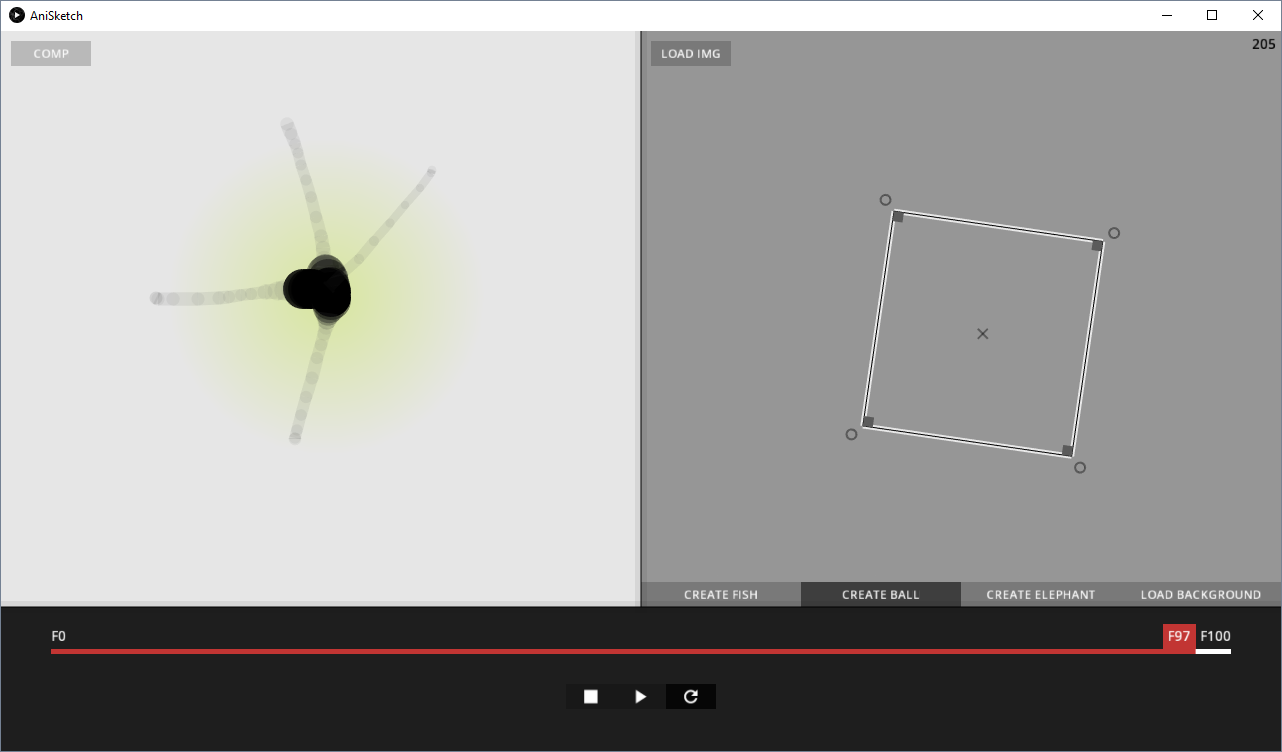 AniSketch
COMP
LOAD IMG
205
CREATE FISH
CREATE BALL
CREATE ELEPHANT
LOAD BACKGROUND
F0
F97
F100